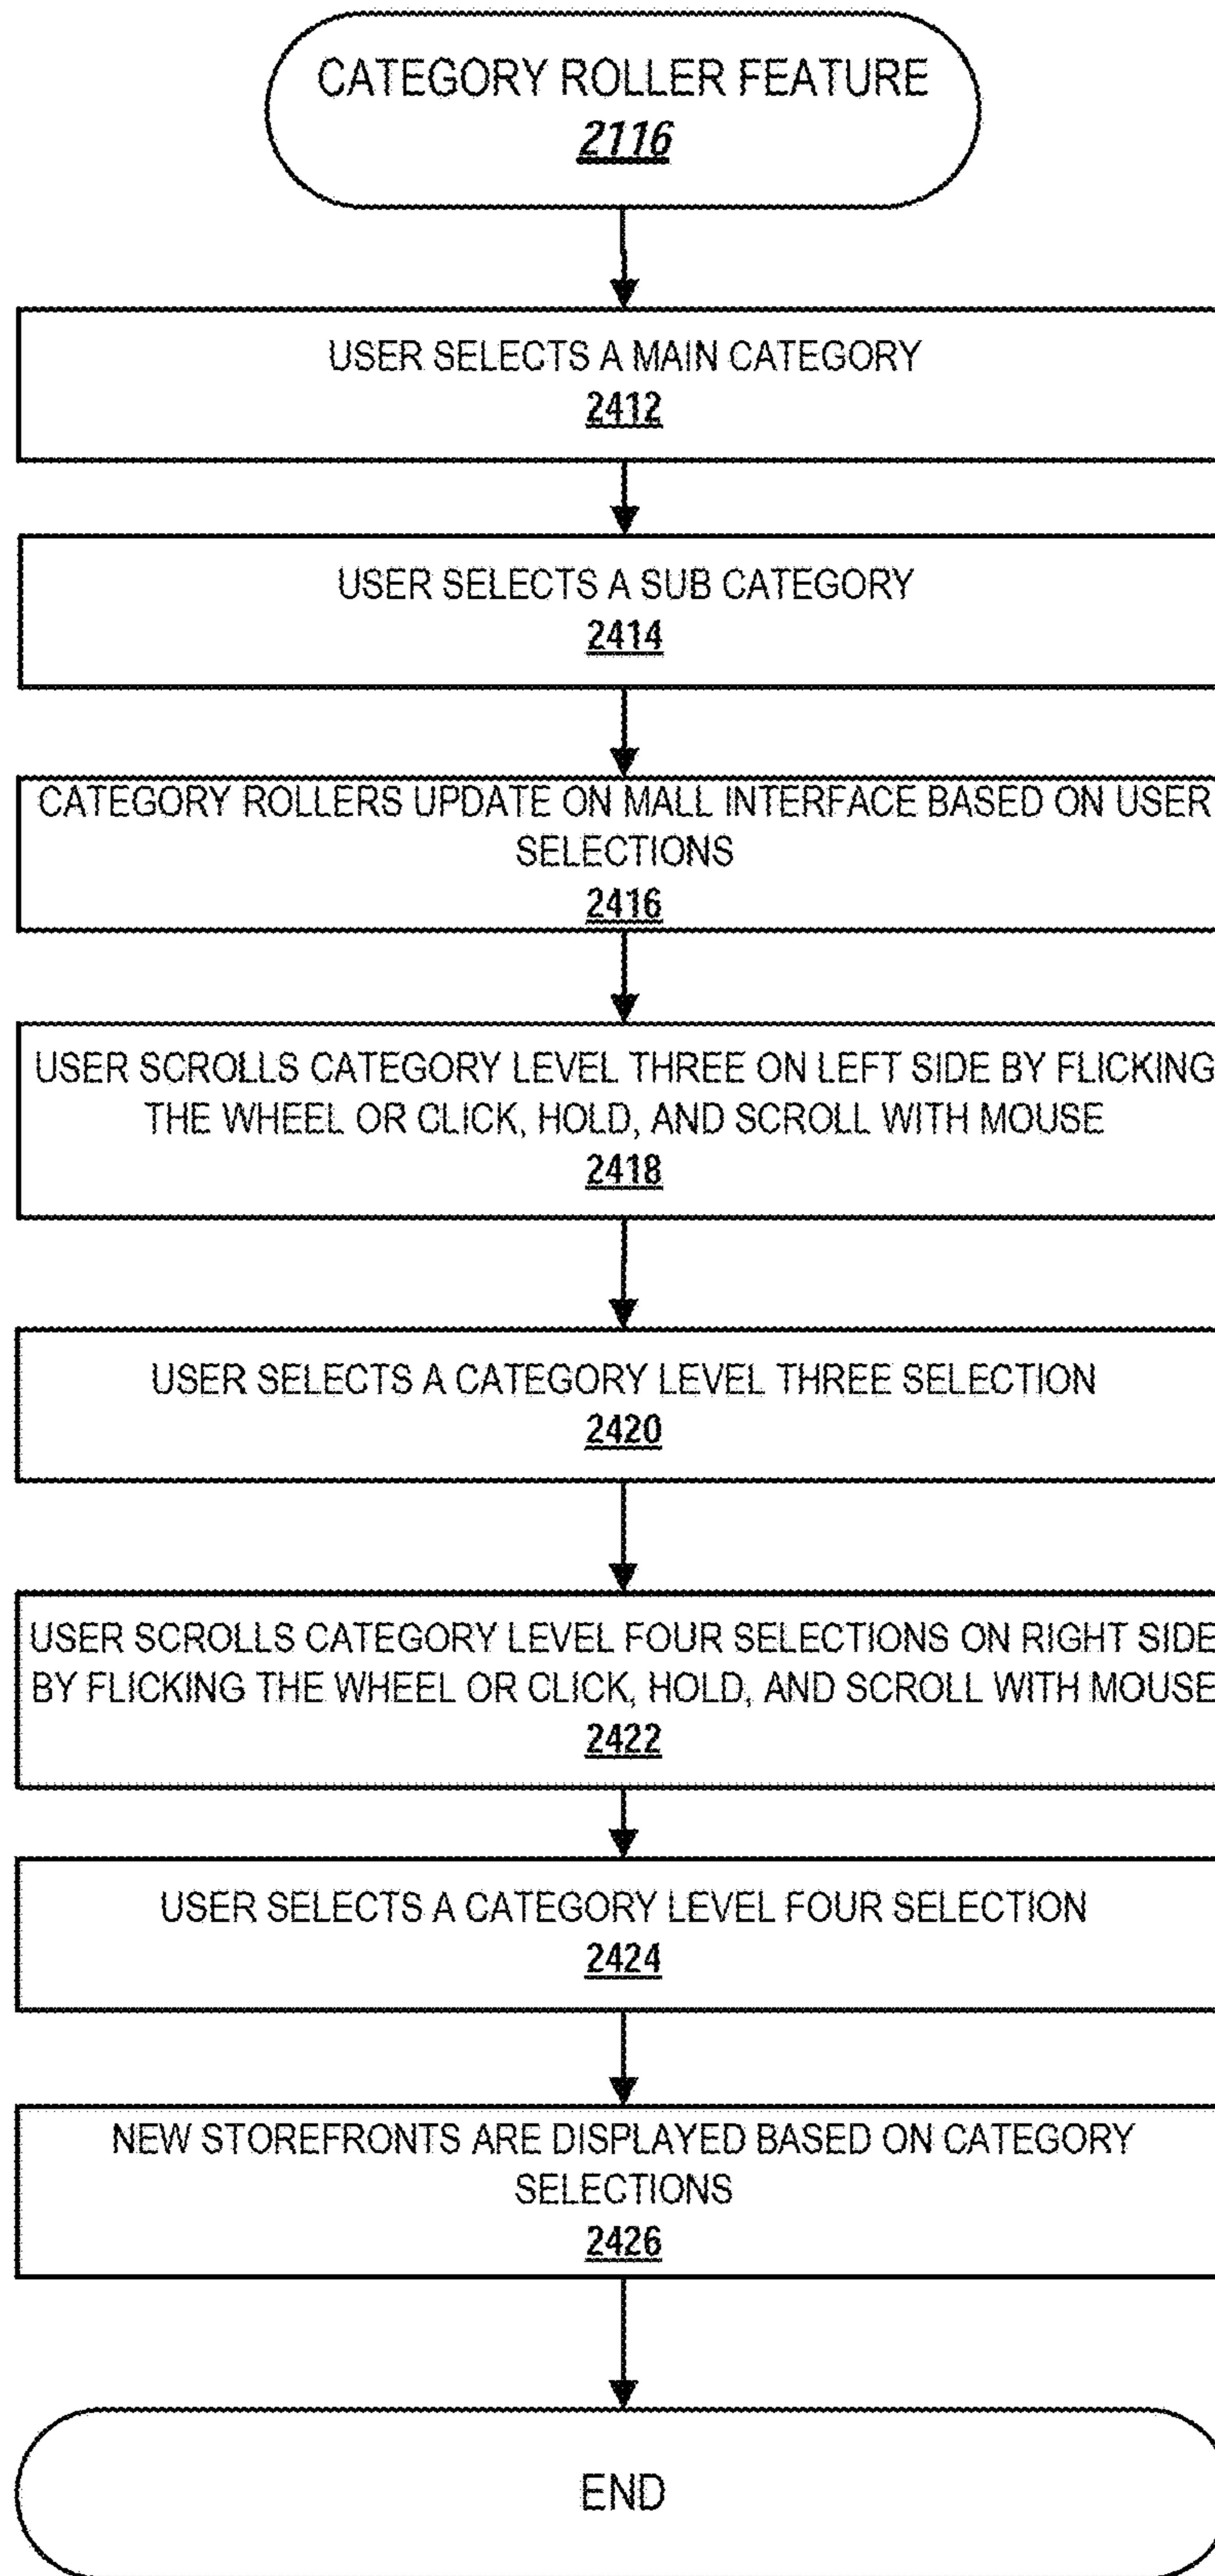 CATEGORY ROLLER FEATURE
2116
USER SELECTS A MAIN CATEGORY
2412
USER SELECTS A SUB CATEGORY
2414
CATEGORY ROLLERS UPDATE ON MALL INTERFACE BASED ON USER
SELECTIONS
2416
USER SCROLLS CATEGORY LEVEL THREE ON LEFT SIDE BY FLICKING
THE WHEEL OR CLICK, HOLD, AND SCROLL WITH MOUSE
2418
USER SELECTS A CATEGORY LEVEL THREE SELECTION
2420
USER SCROLLS CATEGORY LEVEL FOUR SELECTIONS ON RIGHT SIDE
BY FLICKING THE WHEEL OR CLICK, HOLD, AND SCROLL WITH MOUSE
2422
USER SELECTS A CATEGORY LEVEL FOUR SELECTION
2424
NEW STOREFRONTS ARE DISPLAYED BASED ON CATEGORY
SELECTIONS
2426
END